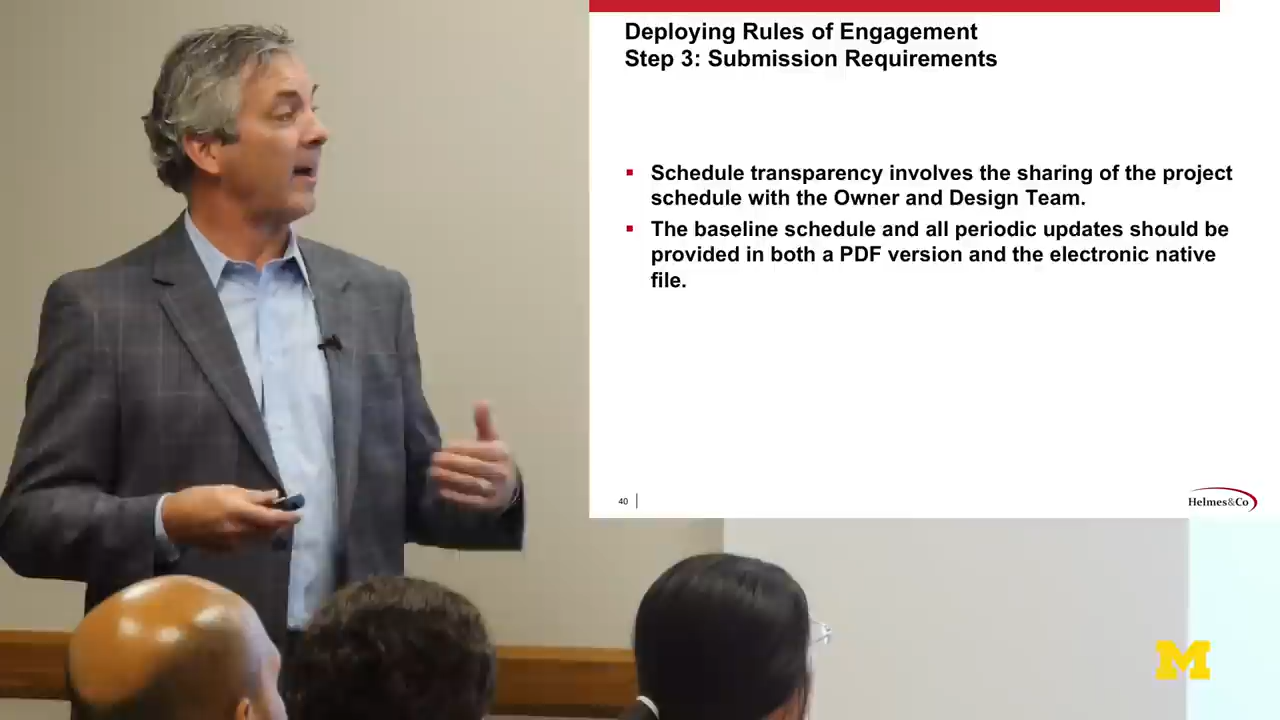 Deploying Rules of Engagement
Step 3: Submission Requirements
▪ Schedule transparency involves the sharing of the project
schedule with the Owner and Design Team.
▪ The baseline schedule and all periodic updates should be
provided in both a PDF version and the electronic native
file.
40
Helmes&Co
M